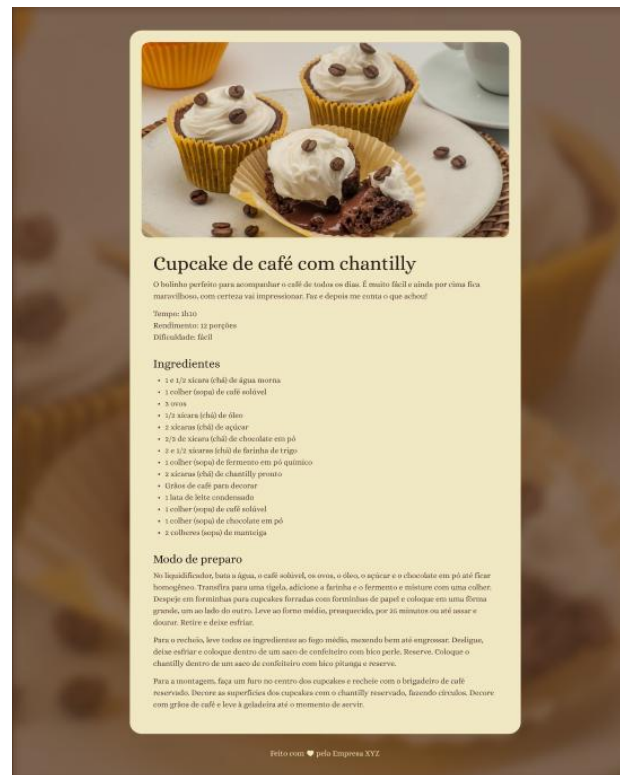 Cupcake de café com chantilly
O bolinho perfeito para acompanhar o café de todos os dias. É muito fácil e ainda por cima fica
maravilhoso, com certeza vai impressionar. Faz e depois me conta o que achou!
Tempo: 1h10
Rendimento: 12 porções
Dificuldade: fácil
Ingredientes
• 1 e 1/2 xícara (chá) de água morna
• 1 colher (sopa) de café solúvel
• 3 ovos
• 1/2 xícara (chá) de óleo
• 2 xícaras (chá) de açúcar
• 2/3 de xícara (chá) de chocolate em pó
• 2 e 1/2 xícaras (chá) de farinha de trigo
• 1 colher (sopa) de fermento em pó químico
• 2 xícaras (chá) de chantilly pronto
• Grãos de café para decorar
• 1 lata de leite condensado
• 1 colher (sopa) de café solúvel
• 1 colher (sopa) de chocolate em pó
• 2 colheres (sopa) de manteiga
Modo de preparo
No liquidificador, bata a água, o café solúvel, os ovos, o óleo, o açúcar e o chocolate em pó até ficar
homogêneo. Transfira para uma tigela, adicione a farinha e o fermento e misture com uma colher.
Despeje em forminhas para cupcakes forradas com forminhas de papel e coloque em uma fôrma
grande, um ao lado do outro. Leve ao forno médio, preaquecido, por 25 minutos ou até assar e
dourar. Retire e deixe esfriar.
Para o recheio, leve todos os ingredientes ao fogo médio, mexendo bem até engrossar. Desligue,
deixe esfriar e coloque dentro de um saco de confeiteiro com bico perle. Reserve. Coloque o
chantilly dentro de um saco de confeiteiro com bico pitanga e reserve.
Para a montagem, faça um furo no centro dos cupcakes e recheie com o brigadeiro de café
reservado. Decore as superfícies dos cupcakes com o chantilly reservado, fazendo círculos. Decore
com grãos de café e leve à geladeira até o momento de servir.
Feito com ♥ pela Empresa XYZ